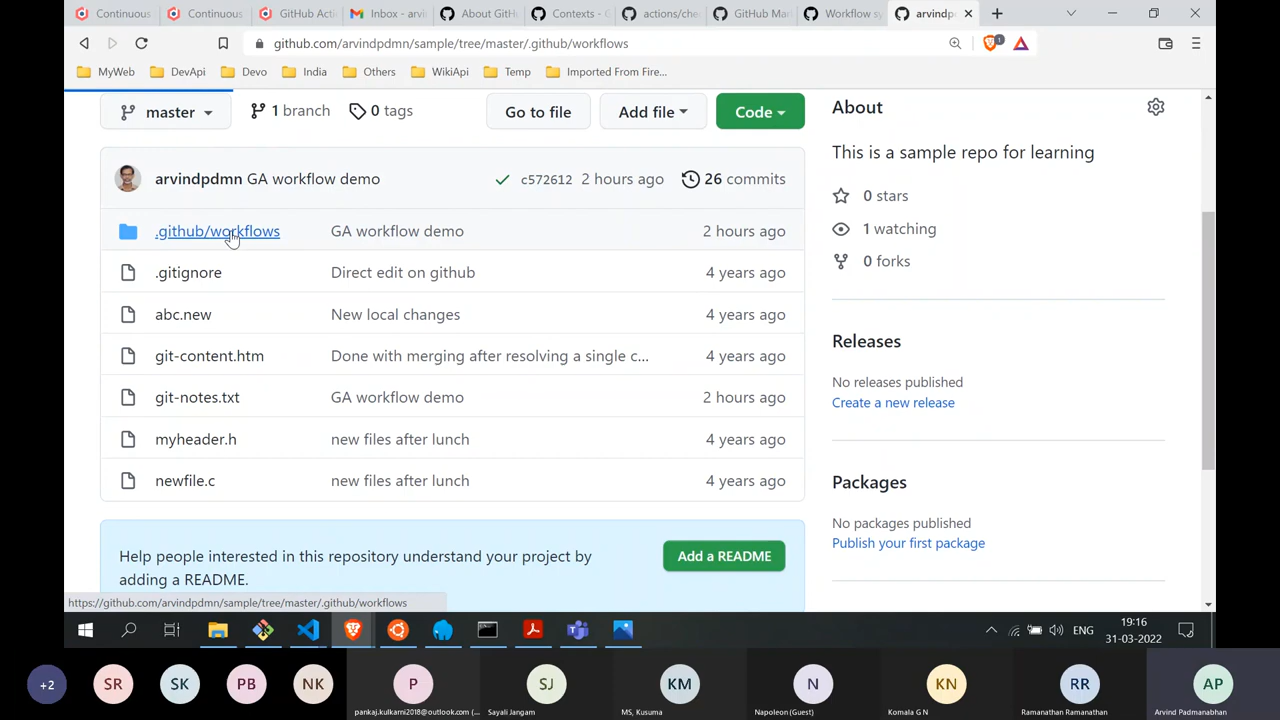 Continuous
Continuous
GitHub Acti
Inbox - arvi
About GitH
Contexts - G
actions/che
GitHub Mar
Workflow sy
arvindpd
github.com/arvindpdmn/sample/tree/master/.github/workflows
1
MyWeb
DevApi
Devo
India
Others
WikiApi
Temp
Imported From Fire...
master
1 branch
0 tags
Go to file
Add file
Code
About
This is a sample repo for learning
arvindpdmn GA workflow demo
c572612 2 hours ago
26 commits
0 stars
.github/workflows
GA workflow demo
2 hours ago
1 watching
.gitignore
Direct edit on github
4 years ago
0 forks
abc.new
New local changes
4 years ago
Releases
git-content.htm
Done with merging after resolving a single c...
4 years ago
No releases published
git-notes.txt
GA workflow demo
2 hours ago
Create a new release
myheader.h
new files after lunch
4 years ago
newfile.c
new files after lunch
4 years ago
Packages
No packages published
Publish your first package
Help people interested in this repository understand your project by
adding a README.
Add a README
https://github.com/arvindpdmn/sample/tree/master/.github/workflows
ENG
19:16
31-03-2022
+2
SR
SK
PB
NK
P
SJ
KM
N
KN
RR
AP
pankaj.kulkarni2018@outlook.com (...
Sayali Jangam
MS, Kusuma
Napoleon (Guest)
Komala G N
Ramanathan Ramanathan
Arvind Padmanabhan